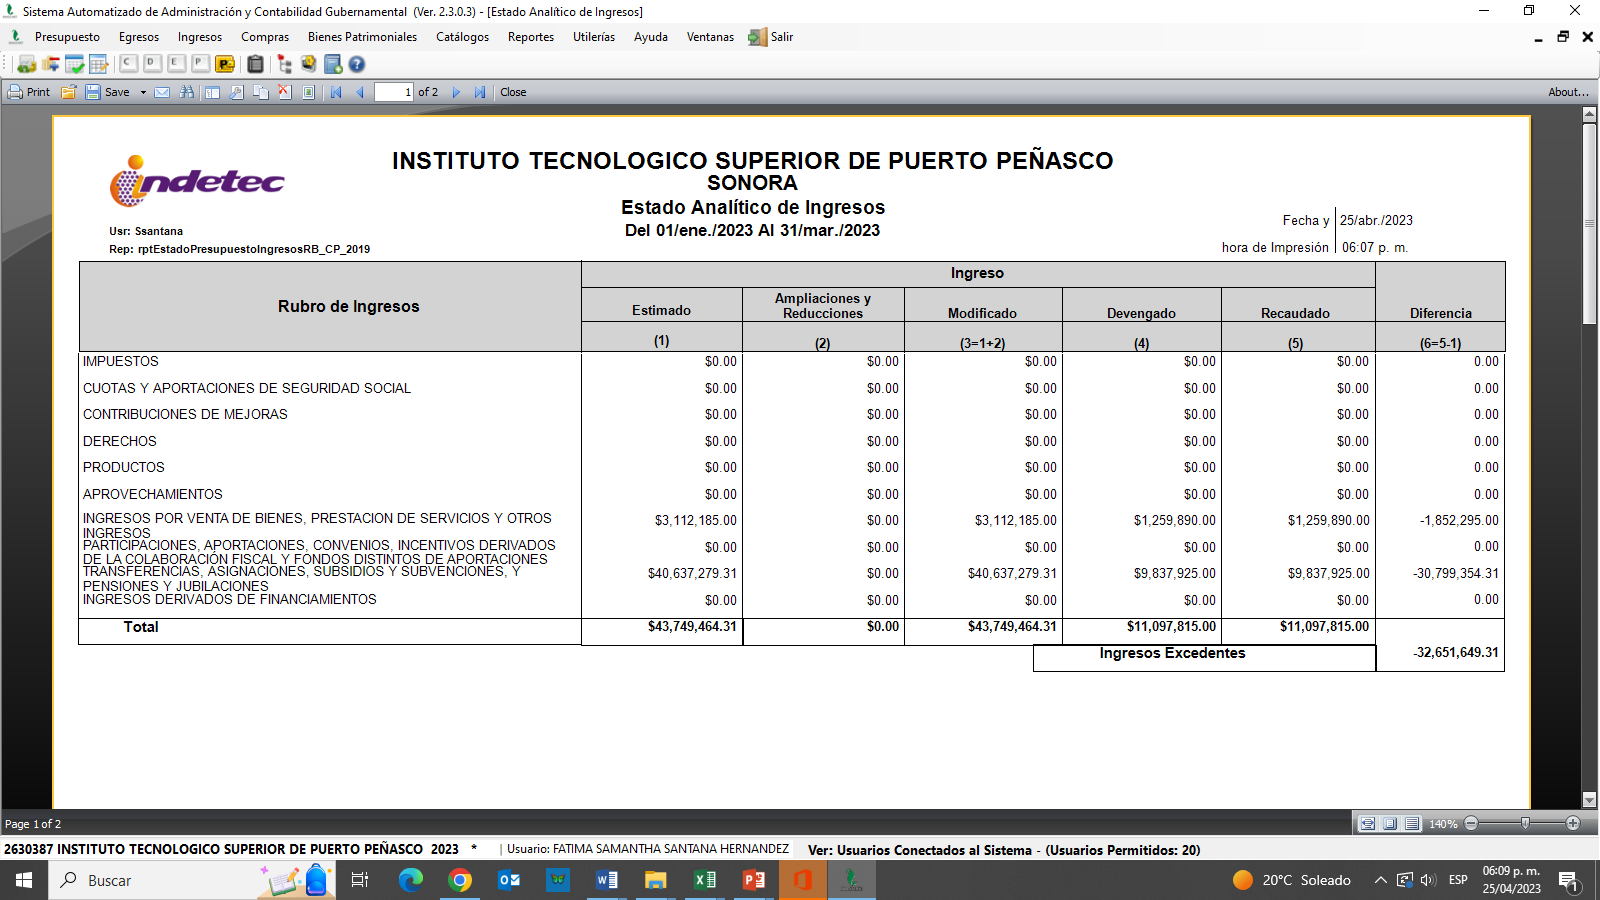 Sistema Automatizado de Administración y Contabilidad Gubernamental (Ver. 2.3.0.3) - [Estado Analítico de Ingresos]
Presupuesto Egresos Ingresos Compras Bienes Patrimoniales Catálogos Reportes Utilerías Ayuda Ventanas Salir
C D E P
Print Save 1 of 2 Close About...
indetec
INSTITUTO TECNOLOGICO SUPERIOR DE PUERTO PEÑASCO
SONORA
Estado Analítico de Ingresos
Del 01/ene./2023 Al 31/mar./2023
Usr: Ssantana
Rep: rptEstadoPresupuestoIngresosRB_CP_2019
Fecha y 25/abr./2023
hora de Impresión 06:07 p. m.
Rubro de Ingresos
Ingreso
Estimado Ampliaciones y Reducciones Modificado Devengado Recaudado Diferencia
(1) (2) (3=1+2) (4) (5) (6=5-1)
IMPUESTOS $0.00 $0.00 $0.00 $0.00 $0.00 0.00
CUOTAS Y APORTACIONES DE SEGURIDAD SOCIAL $0.00 $0.00 $0.00 $0.00 $0.00 0.00
CONTRIBUCIONES DE MEJORAS $0.00 $0.00 $0.00 $0.00 $0.00 0.00
DERECHOS $0.00 $0.00 $0.00 $0.00 $0.00 0.00
PRODUCTOS $0.00 $0.00 $0.00 $0.00 $0.00 0.00
APROVECHAMIENTOS $0.00 $0.00 $0.00 $0.00 $0.00 0.00
INGRESOS POR VENTA DE BIENES, PRESTACION DE SERVICIOS Y OTROS
INGRESOS $3,112,185.00 $0.00 $3,112,185.00 $1,259,890.00 $1,259,890.00 -1,852,295.00
PARTICIPACIONES, APORTACIONES, CONVENIOS, INCENTIVOS DERIVADOS
DE LA COLABORACIÓN FISCAL Y FONDOS DISTINTOS DE APORTACIONES $0.00 $0.00 $0.00 $0.00 $0.00 0.00
TRANSFERENCIAS, ASIGNACIONES, SUBSIDIOS Y SUBVENCIONES, Y
PENSIONES Y JUBILACIONES $40,637,279.31 $0.00 $40,637,279.31 $9,837,925.00 $9,837,925.00 -30,799,354.31
INGRESOS DERIVADOS DE FINANCIAMIENTOS $0.00 $0.00 $0.00 $0.00 $0.00 0.00
Total $43,749,464.31 $0.00 $43,749,464.31 $11,097,815.00 $11,097,815.00
Ingresos Excedentes -32,651,649.31
Page 1 of 2 140%
2630387 INSTITUTO TECNOLOGICO SUPERIOR DE PUERTO PEÑASCO 2023 * | Usuario: FATIMA SAMANTHA SANTANA HERNANDEZ Ver: Usuarios Conectados al Sistema - (Usuarios Permitidos: 20)
Buscar 20°C Soleado ESP 06:09 p. m.
25/04/2023 1